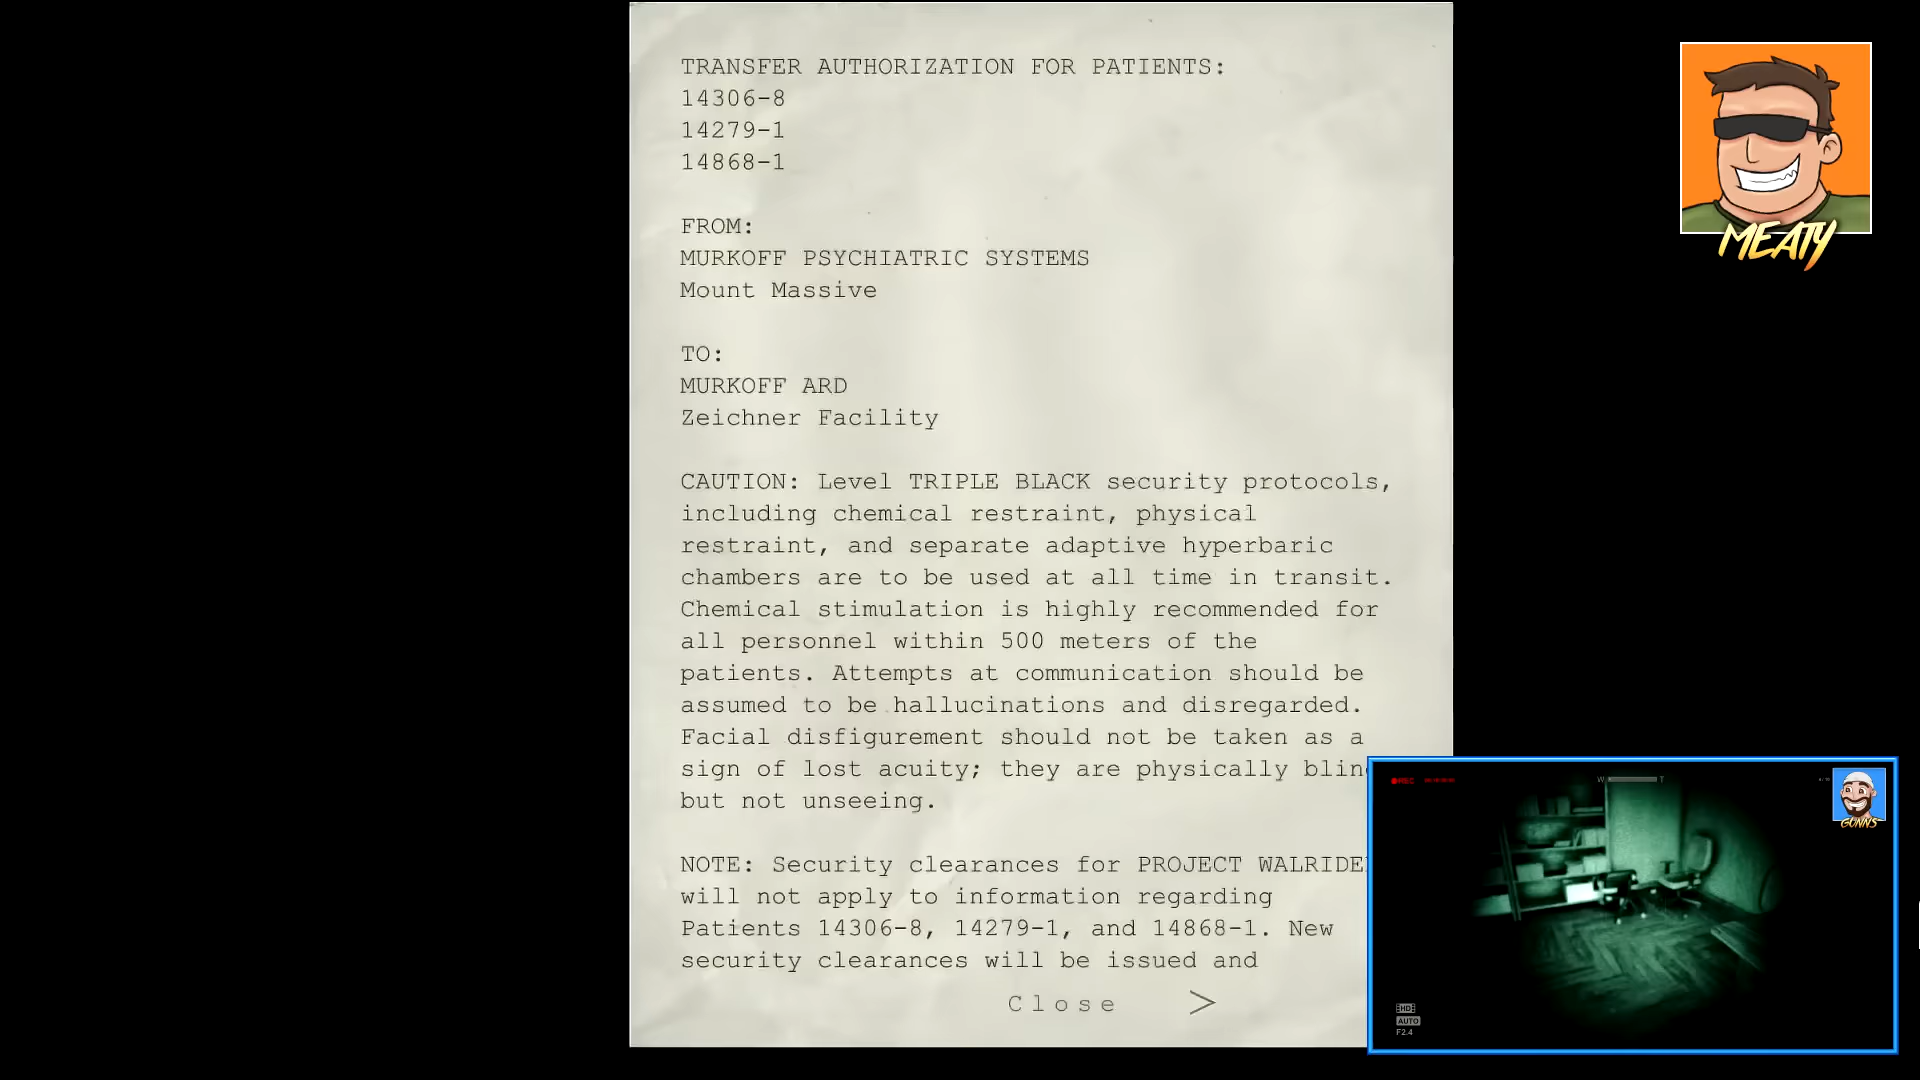 TRANSFER AUTHORIZATION FOR PATIENTS:
14306-8
14279-1
14868-1
FROM:
MURKOFF PSYCHIATRIC SYSTEMS
Mount Massive
TO:
MURKOFF ARD
Zeichner Facility
CAUTION: Level TRIPLE BLACK security protocols,
including chemical restraint, physical
restraint, and separate adaptive hyperbaric
chambers are to be used at all time in transit.
Chemical stimulation is highly recommended for
all personnel within 500 meters of the
patients. Attempts at communication should be
assumed to be hallucinations and disregarded.
Facial disfigurement should not be taken as a
sign of lost acuity; they are physically blin
but not unseeing.
NOTE: Security clearances for PROJECT WALRIDE
will not apply to information regarding
Patients 14306-8, 14279-1, and 14868-1. New
security clearances will be issued and
Close >
MEATY
REC
W T
GUNNS
HD
AUTO
F2.4